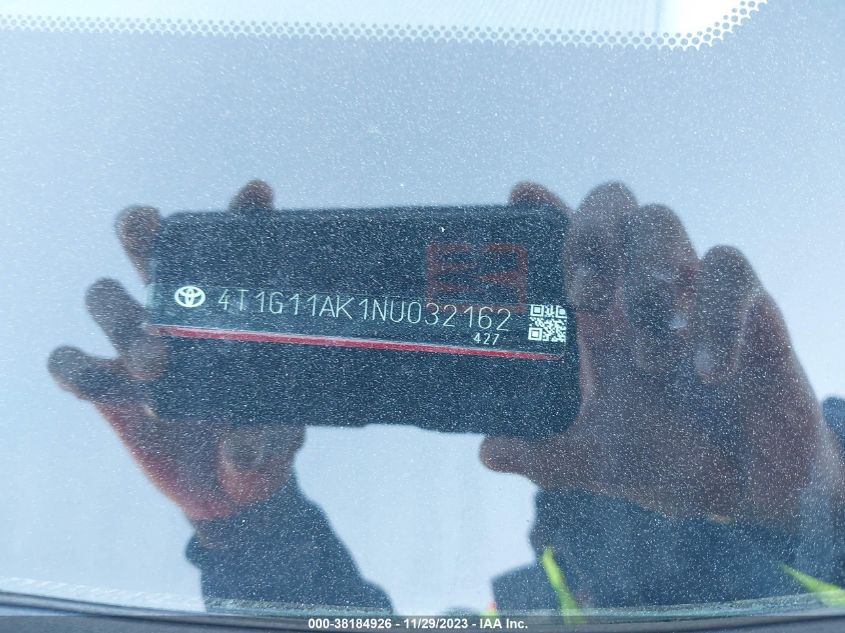 4T1G11AK1NU032162
427
000-38184926 - 11/29/2023 - IAA Inc.